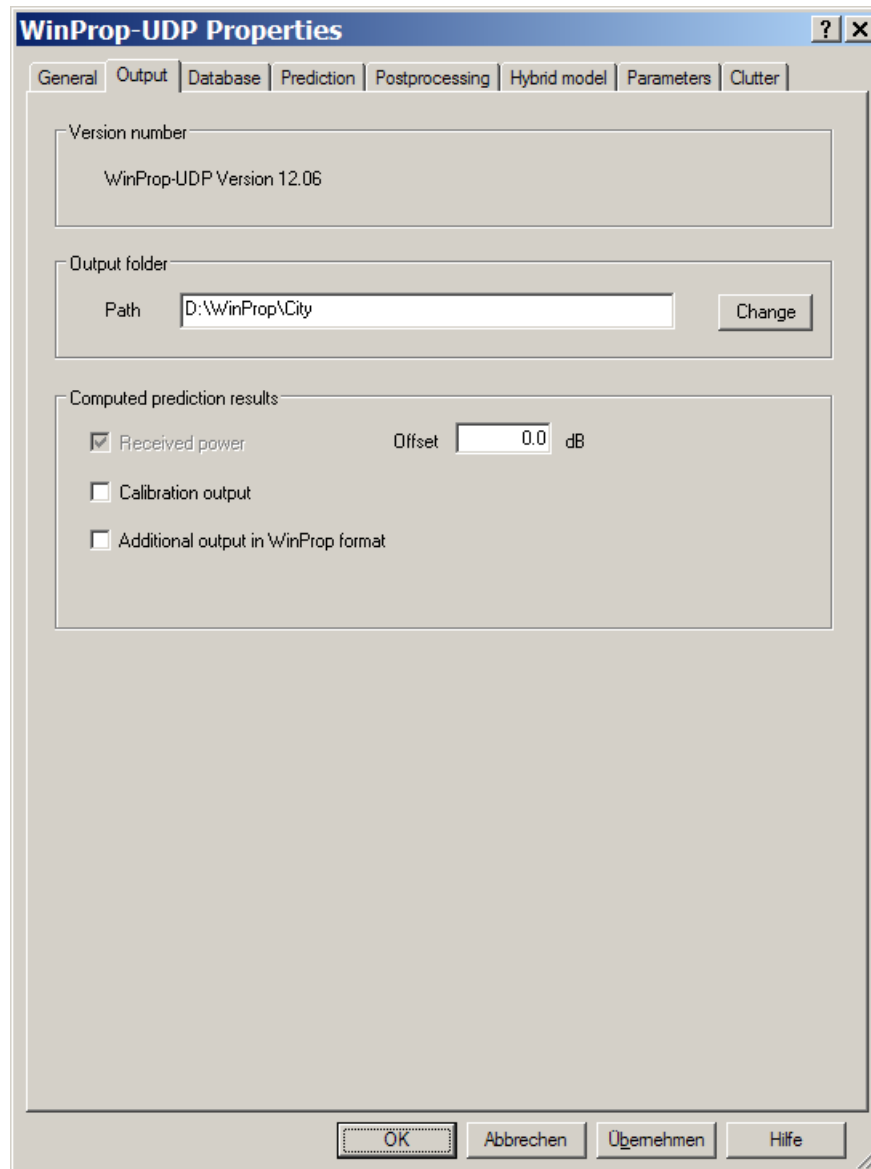 WinProp-UDP Properties ? ×
General Output Database Prediction Postprocessing Hybrid model Parameters Clutter
Version number
WinProp-UDP Version 12.06
Output folder
Path D:\WinProp\City Change
Computed prediction results
Received power Offset 0.0 dB
Calibration output
Additional output in WinProp format
OK Abbrechen Übernehmen Hilfe